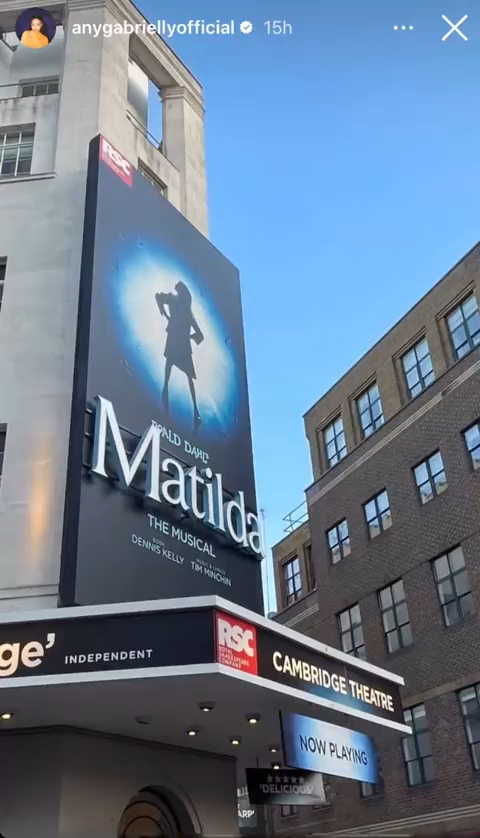 anygabriellyofficial 15h
RSC
ROALD DAHL'S
Matilda
THE MUSICAL
BOOK
DENNIS KELLY
MUSIC & LYRICS
TIM MINCHIN
ge’ INDEPENDENT
RSC
ROYAL
SHAKESPEARE
COMPANY
CAMBRIDGE THEATRE
NOW PLAYING
'DELICIOUS'
ARP'